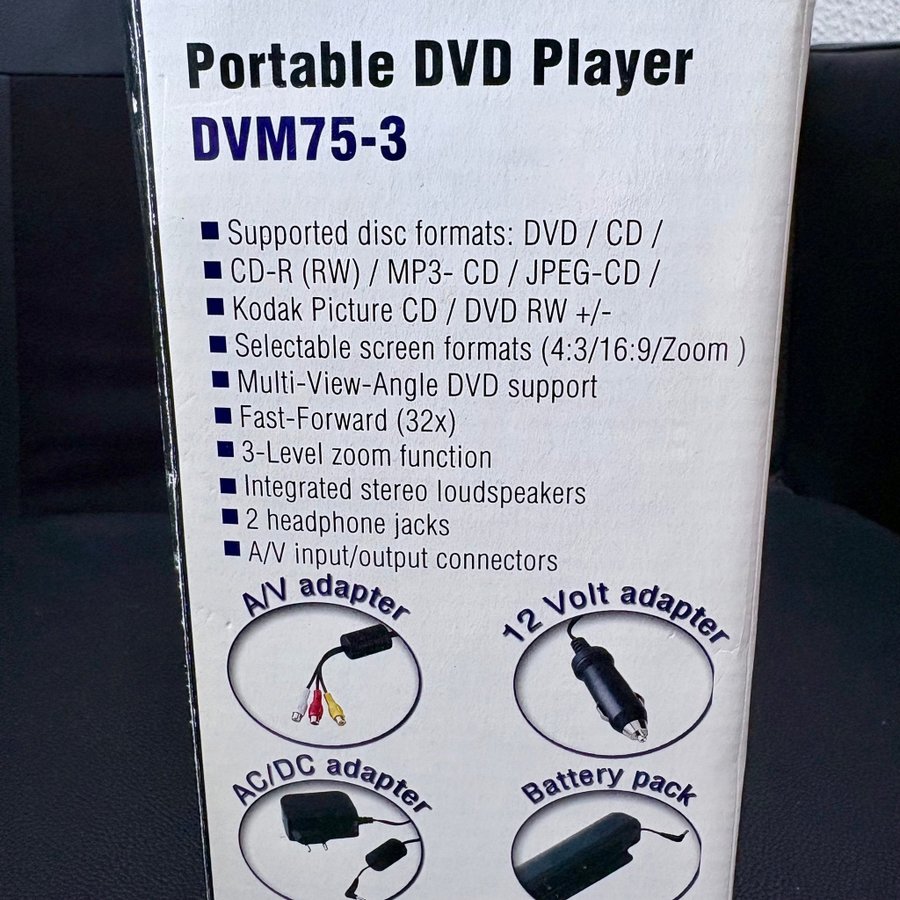 Portable DVD Player
DVM75-3
■ Supported disc formats: DVD / CD /
■ CD-R (RW) / MP3- CD / JPEG-CD /
■ Kodak Picture CD / DVD RW +/-
■ Selectable screen formats (4:3/16:9/Zoom )
■ Multi-View-Angle DVD support
■ Fast-Forward (32x)
■ 3-Level zoom function
■ Integrated stereo loudspeakers
■ 2 headphone jacks
■ A/V input/output connectors
A/V adapter
12 Volt adapter
AC/DC adapter
Battery pack